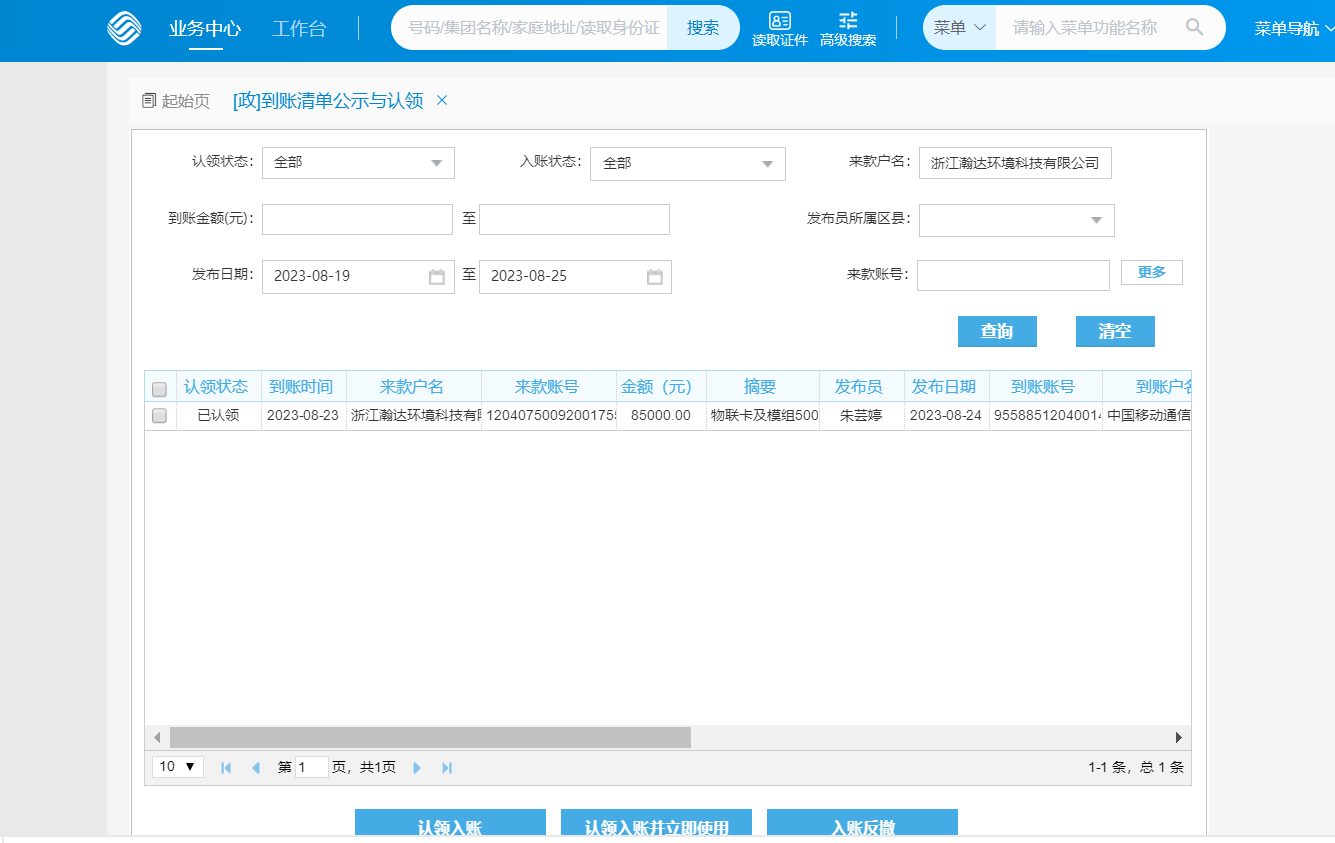 业务中心 工作台 号码/集团名称/家庭地址/读取身份证 搜索 读取证件 高级搜索 菜单 请输入菜单功能名称 菜单导航
起始页 [政]到账清单公示与认领 ×
认领状态： 全部 入账状态： 全部 来款户名： 浙江瀚达环境科技有限公司
到账金额(元)： 至 发布员所属区县：
发布日期： 2023-08-19 至 2023-08-25 来款账号： 更多
查询 清空
认领状态 到账时间 来款户名 来款账号 金额（元） 摘要 发布员 发布日期 到账账号 到账户名
已认领 2023-08-23 浙江瀚达环境科技有 1204075009200175 85000.00 物联卡及模组500 朱芸婷 2023-08-24 9558851204001 中国移动通信
10 第 1 页，共1页 1-1 条，总 1 条
认领入账 认领入账并立即使用 入账反撤